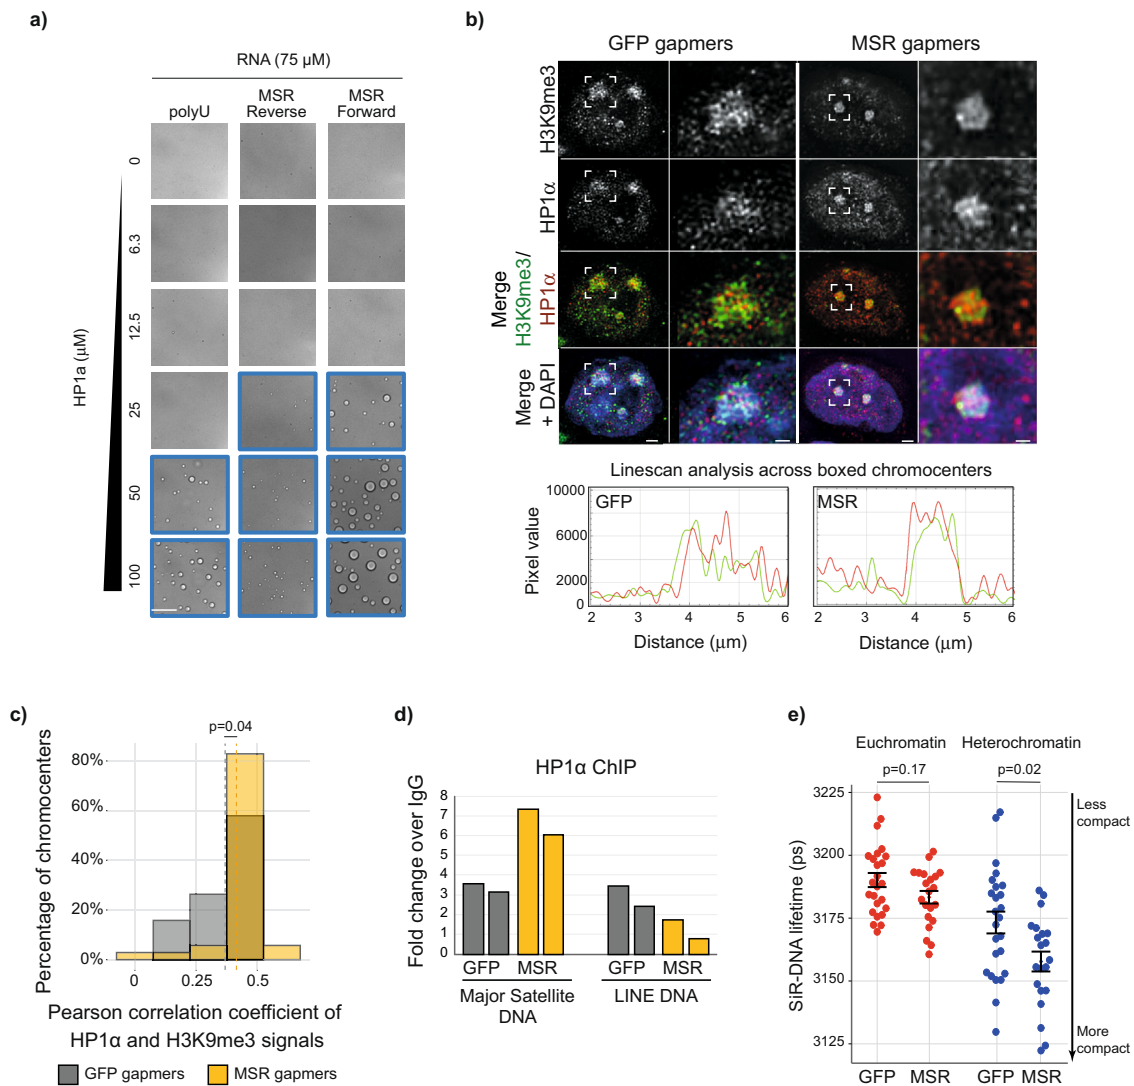 a)
RNA (75 µM)
polyU
MSR
Reverse
MSR
Forward
HP1a (µM)
0
6.3
12.5
25
50
100
b)
GFP gapmers
MSR gapmers
H3K9me3
HP1α
Merge
H3K9me3/
HP1α
Merge
+ DAPI
Linescan analysis across boxed chromocenters
GFP
MSR
Pixel value
10000
6000
2000
0
2 3 4 5 6
2 3 4 5 6
Distance (µm)
Distance (µm)
c)
p=0.04
Percentage of chromocenters
80%
60%
40%
20%
0%
0 0.25 0.5
Pearson correlation coefficient of
HP1α and H3K9me3 signals
GFP gapmers
MSR gapmers
d)
HP1α ChIP
Fold change over IgG
8
7
6
5
4
3
2
1
0
GFP MSR GFP MSR
Major Satellite
DNA
LINE DNA
e)
Euchromatin Heterochromatin
p=0.17 p=0.02
SiR-DNA lifetime (ps)
3225
3200
3175
3150
3125
Less
compact
More
compact
GFP MSR GFP MSR